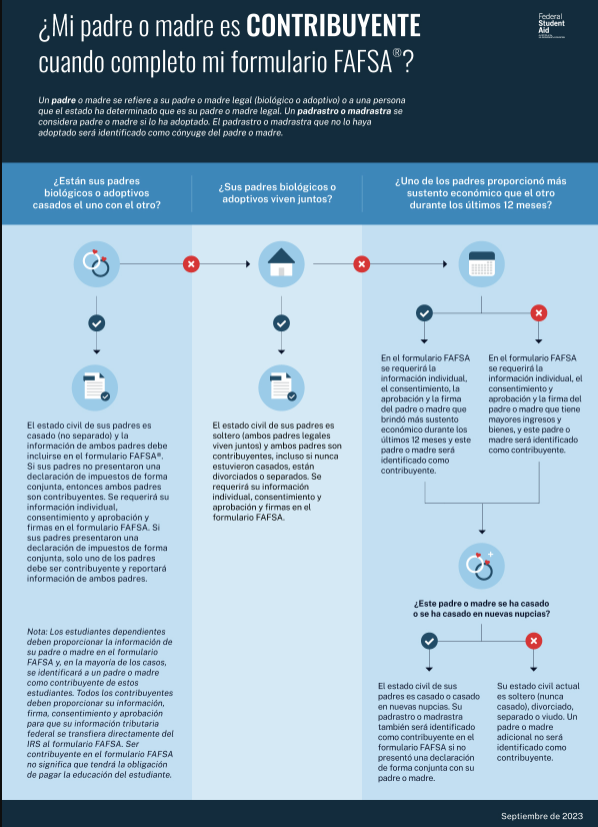 ¿Mi padre o madre es CONTRIBUYENTE
cuando completo mi formulario FAFSA®?
Federal
Student
Aid
Un padre o madre se refiere a su padre o madre legal (biológico o adoptivo) o a una persona
que el estado ha determinado que es su padre o madre legal. Un padrastro o madrastra se
considera padre o madre si lo ha adoptado. El padrastro o madrastra que no lo haya
adoptado será identificado como cónyuge del padre o madre.
¿Están sus padres
biológicos o adoptivos
casados el uno con el otro?
¿Sus padres biológicos o
adoptivos viven juntos?
¿Uno de los padres proporcionó más
sustento económico que el otro
durante los últimos 12 meses?
El estado civil de sus padres es
casado (no separado) y la
información de ambos padres debe
incluirse en el formulario FAFSA®.
Si sus padres no presentaron una
declaración de impuestos de forma
conjunta, entonces ambos padres
son contribuyentes. Se requerirá su
información individual,
consentimiento y aprobación y
firmas en el formulario FAFSA. Si
sus padres presentaron una
declaración de impuestos de forma
conjunta, solo uno de los padres
debe ser contribuyente y reportará
información de ambos padres.
El estado civil de sus padres es
soltero (ambos padres legales
viven juntos) y ambos padres son
contribuyentes, incluso si nunca
estuvieron casados, están
divorciados o separados. Se
requerirá su información
individual, consentimiento y
aprobación y firmas en el
formulario FAFSA.
En el formulario FAFSA
se requerirá la
información individual,
el consentimiento, la
aprobación y la firma
del padre o madre que
brindó más sustento
económico durante los
últimos 12 meses y este
padre o madre será
identificado como
contribuyente.
En el formulario FAFSA
se requerirá la
información individual, el
consentimiento y
aprobación y la firma del
padre o madre que tiene
mayores ingresos y
bienes, y este padre o
madre será identificado
como contribuyente.
¿Este padre o madre se ha casado
o se ha casado en nuevas nupcias?
El estado civil de sus
padres es casado o casado
en nuevas nupcias. Su
padrastro o madrastra
también será identificado
como contribuyente en el
formulario FAFSA si no
presentó una declaración
de forma conjunta con su
padre o madre.
Su estado civil actual
es soltero (nunca
casado), divorciado,
separado o viudo. Un
padre o madre
adicional no será
identificado como
contribuyente.
Nota: Los estudiantes dependientes
deben proporcionar la información de
su padre o madre en el formulario
FAFSA y, en la mayoría de los casos,
se identificará a un padre o madre
como contribuyente de estos
estudiantes. Todos los contribuyentes
deben proporcionar su información,
firma, consentimiento y aprobación
para que su información tributaria
federal se transfiera directamente del
IRS al formulario FAFSA. Ser
contribuyente en el formulario FAFSA
no significa que tendrá la obligación
de pagar la educación del estudiante.
Septiembre de 2023